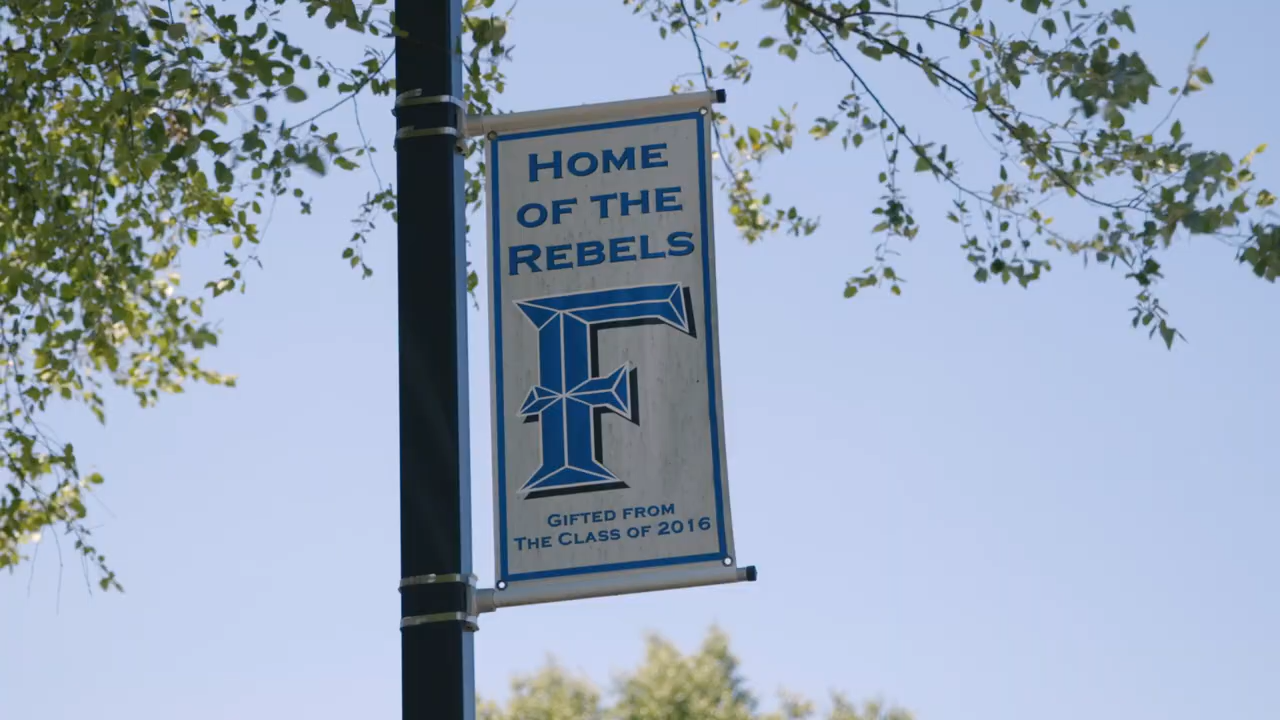 HOME
OF THE
REBELS
F
GIFTED FROM
THE CLASS OF 2016